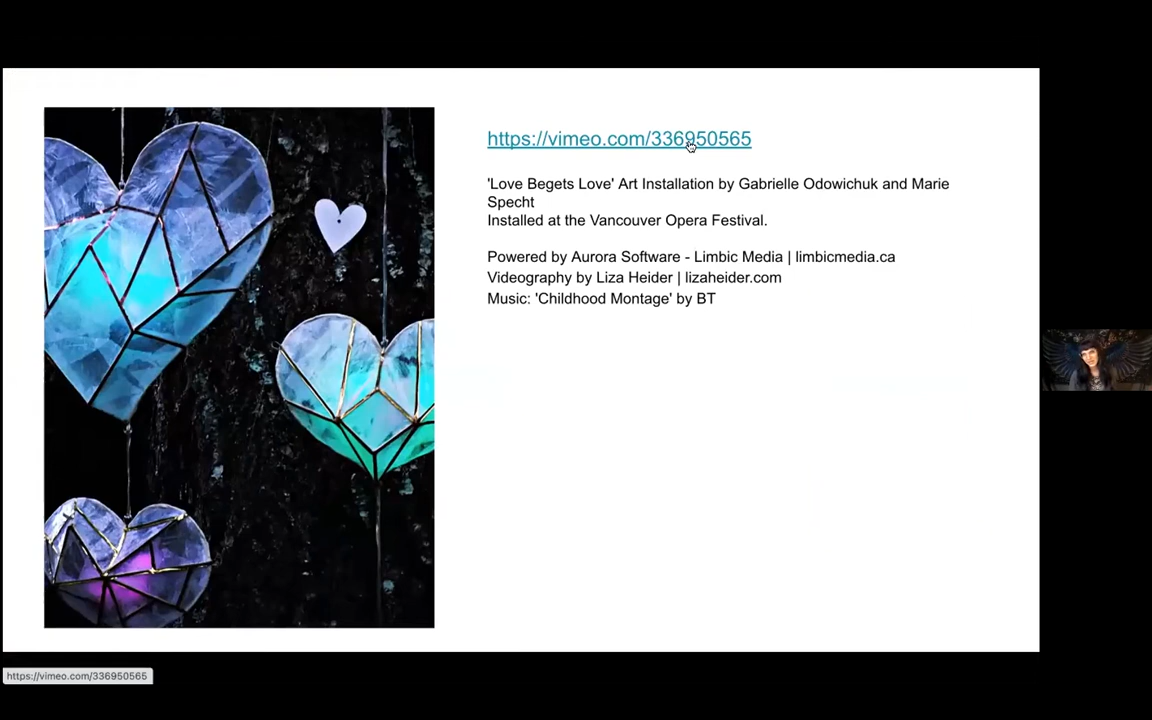 https://vimeo.com/336950565
'Love Begets Love' Art Installation by Gabrielle Odowichuk and Marie
Specht
Installed at the Vancouver Opera Festival.
Powered by Aurora Software - Limbic Media | limbicmedia.ca
Videography by Liza Heider | lizaheider.com
Music: 'Childhood Montage' by BT
https://vimeo.com/336950565